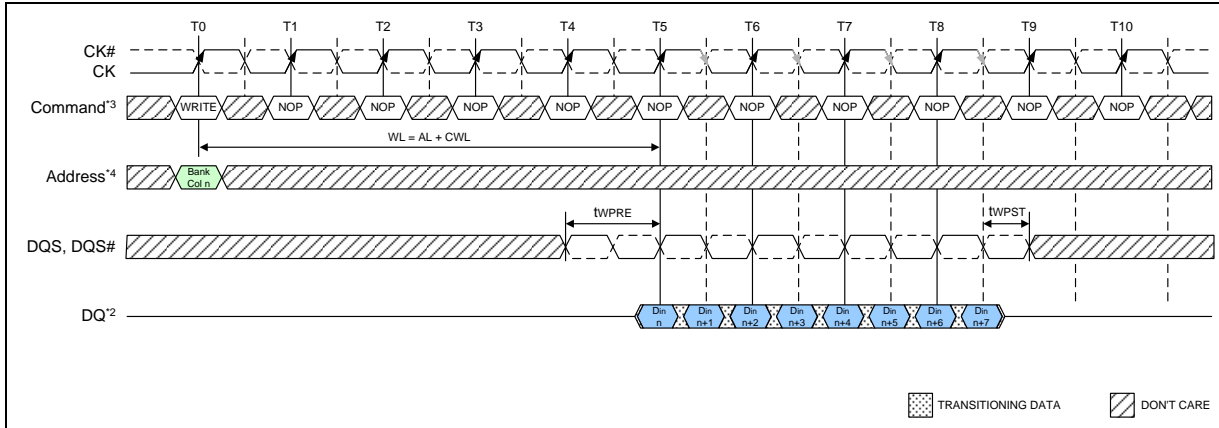 T0 T1 T2 T3 T4 T5 T6 T7 T8 T9 T10
CK#
CK
Command*3 WRITE NOP NOP NOP NOP NOP NOP NOP NOP NOP NOP
WL = AL + CWL
Address*4 Bank
Col n
tWPRE tWPST
DQS, DQS#
DQ*2 Din Din Din Din Din Din Din Din
n n+1 n+2 n+3 n+4 n+5 n+6 n+7
TRANSITIONING DATA DON'T CARE